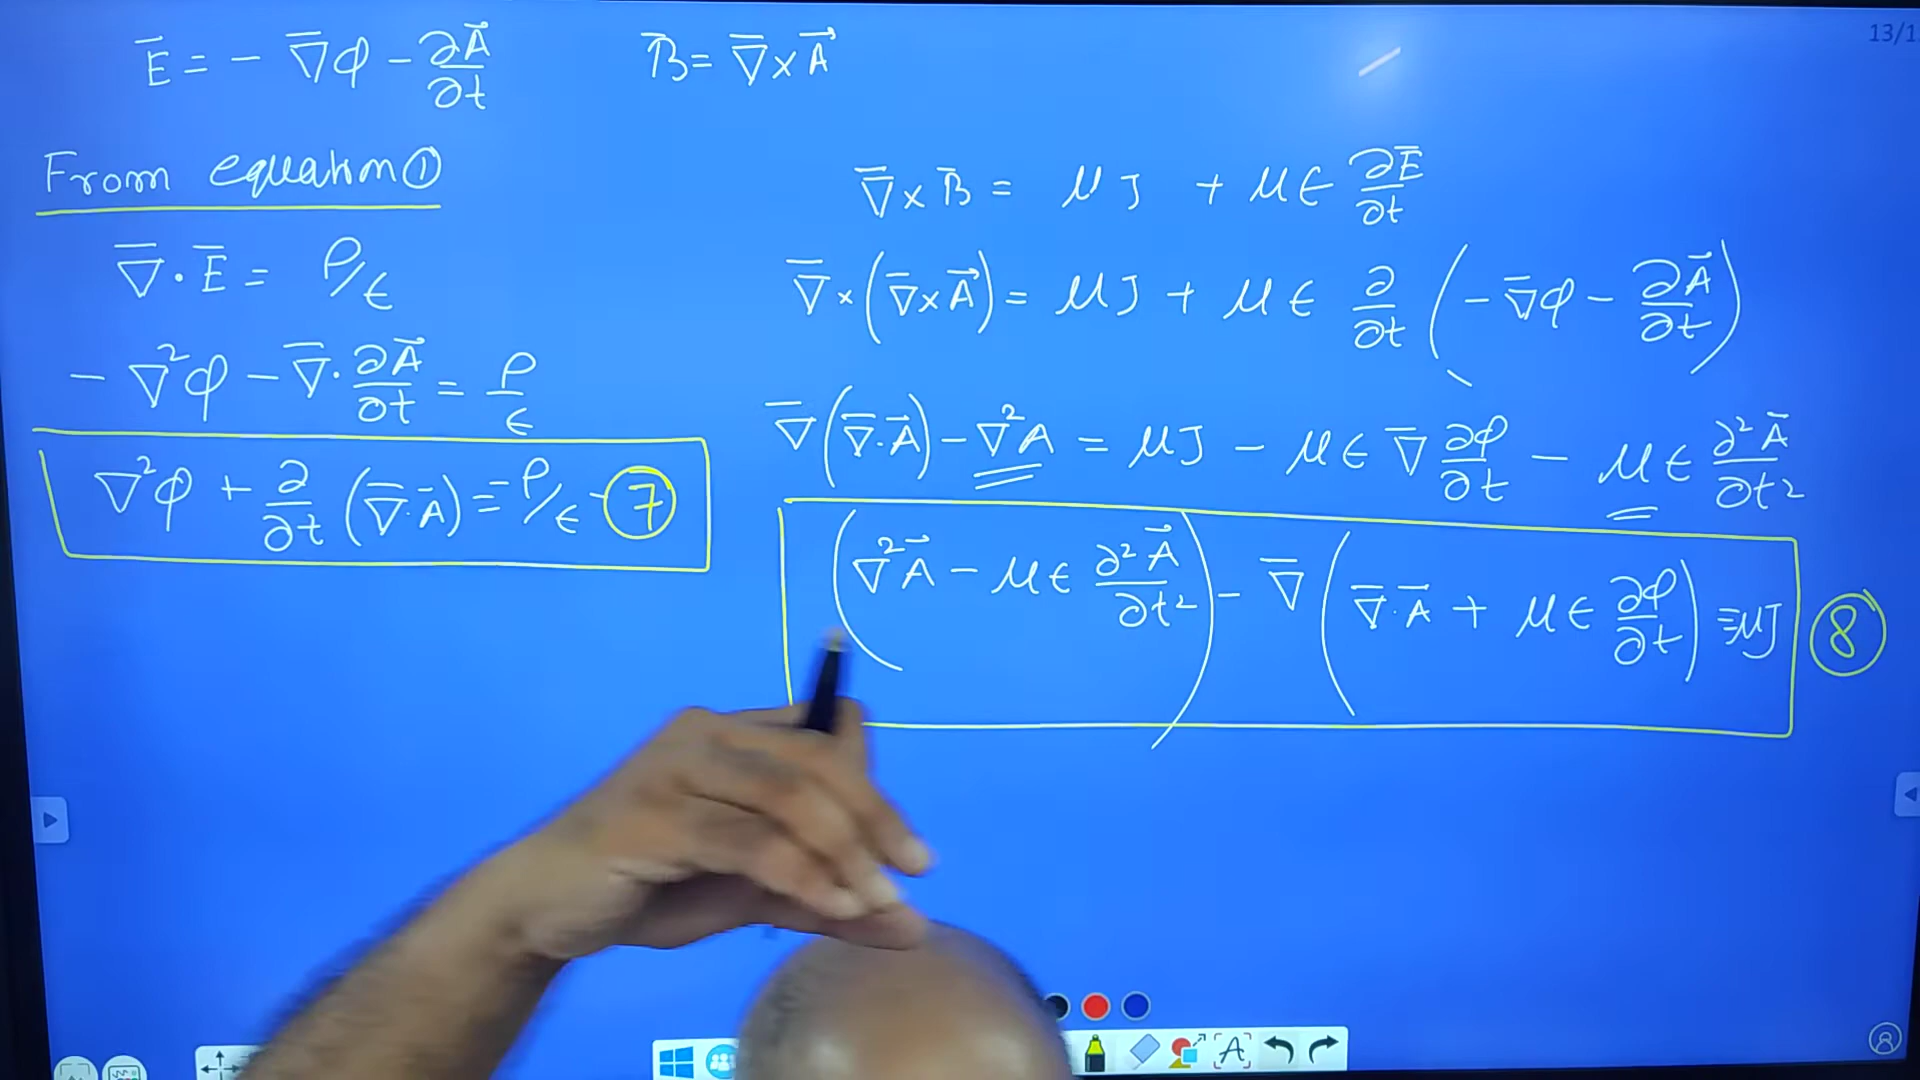 13/1
E̅ = - ∇̅φ - ∂A⃗/∂t
B̅ = ∇̅ × A⃗
From equation ①
∇̅ · E̅ = ρ/ϵ
- ∇²φ - ∇̅ · ∂A⃗/∂t = ρ/ϵ
∇²φ + ∂/∂t (∇̅ · A̅) = -ρ/ϵ - ⑦
∇̅ × B̅ = μJ + μϵ ∂E̅/∂t
∇̅ × (∇̅ × A⃗) = μJ + μϵ ∂/∂t (- ∇̅φ - ∂A⃗/∂t)
∇̅ (∇̅ · A⃗) - ∇²A = μJ - μϵ ∇̅ ∂φ/∂t - μϵ ∂²A̅/∂t²
(∇²A⃗ - μϵ ∂²A⃗/∂t²) - ∇̅ (∇̅ · A̅ + μϵ ∂φ/∂t) = -μJ ⑧
A